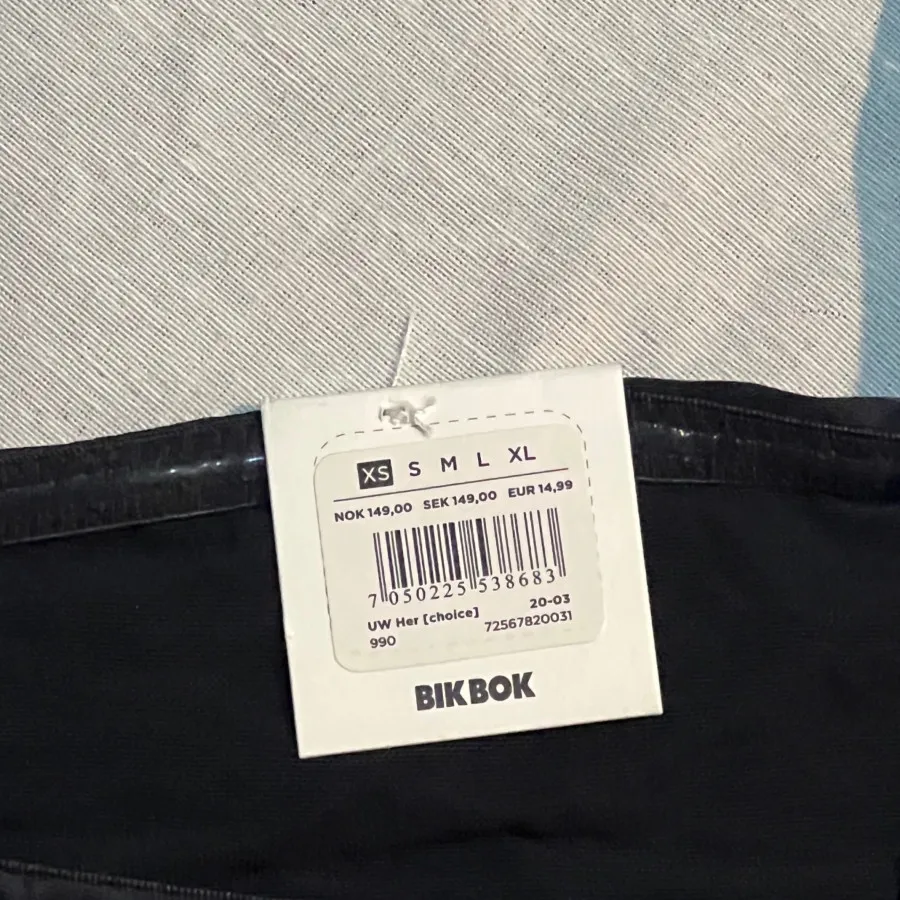 XS S M L XL
NOK 149,00 SEK 149,00 EUR 14,99
7 050225 538683
UW Her [choice] 20-03
990 72567820031
BIKBOK